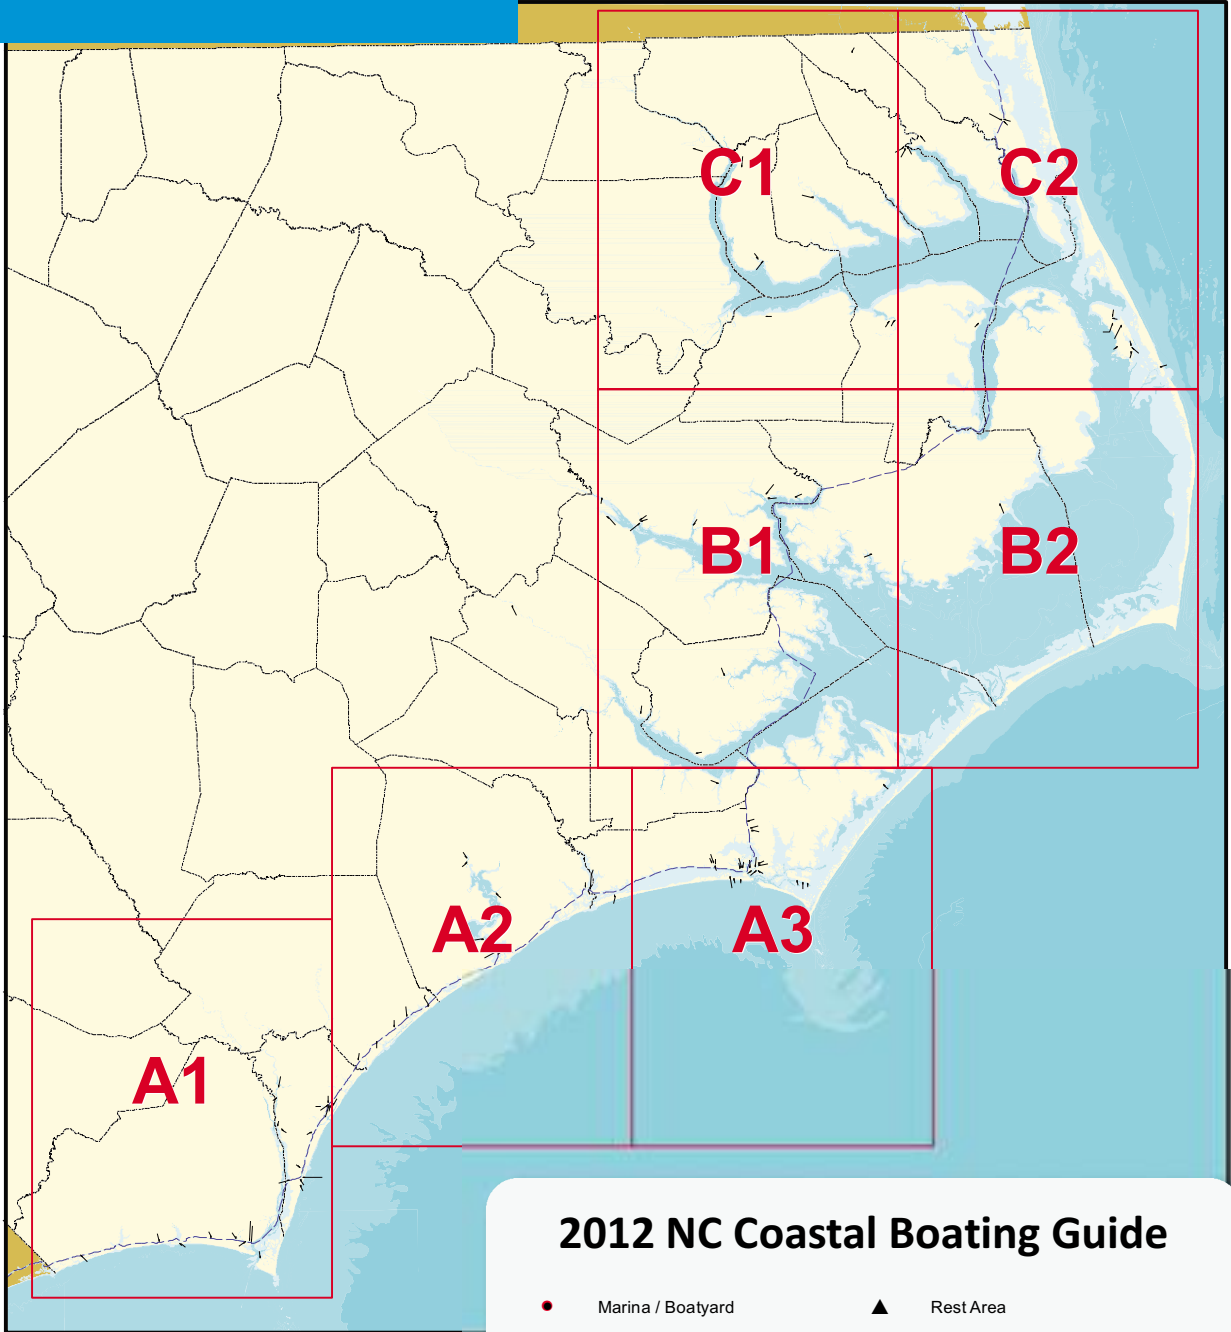 C1
C2
B1
B2
A2
A3
A1
2012 NC Coastal Boating Guide
Marina / Boatyard
Rest Area